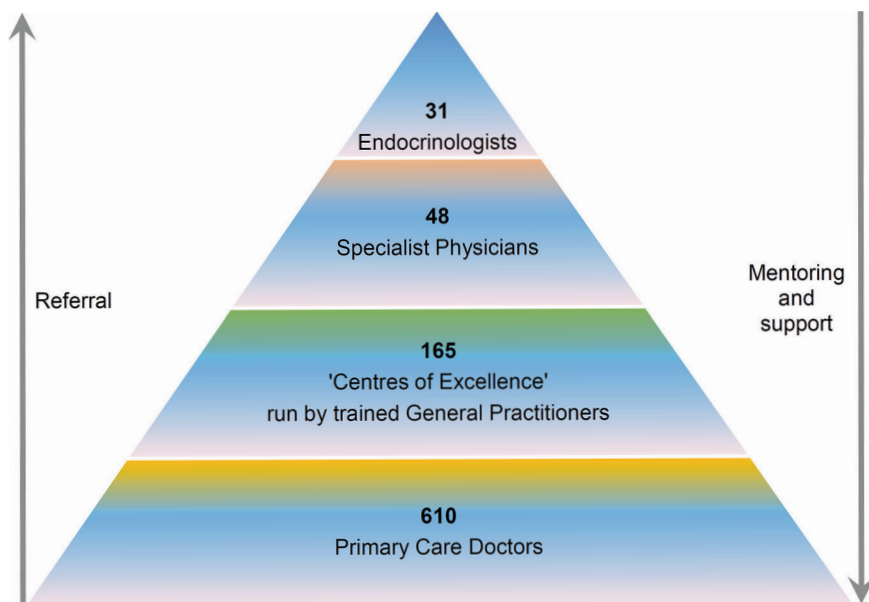 31
Endocrinologists
48
Specialist Physicians
Referral
Mentoring
and
support
165
'Centres of Excellence'
run by trained General Practitioners
610
Primary Care Doctors